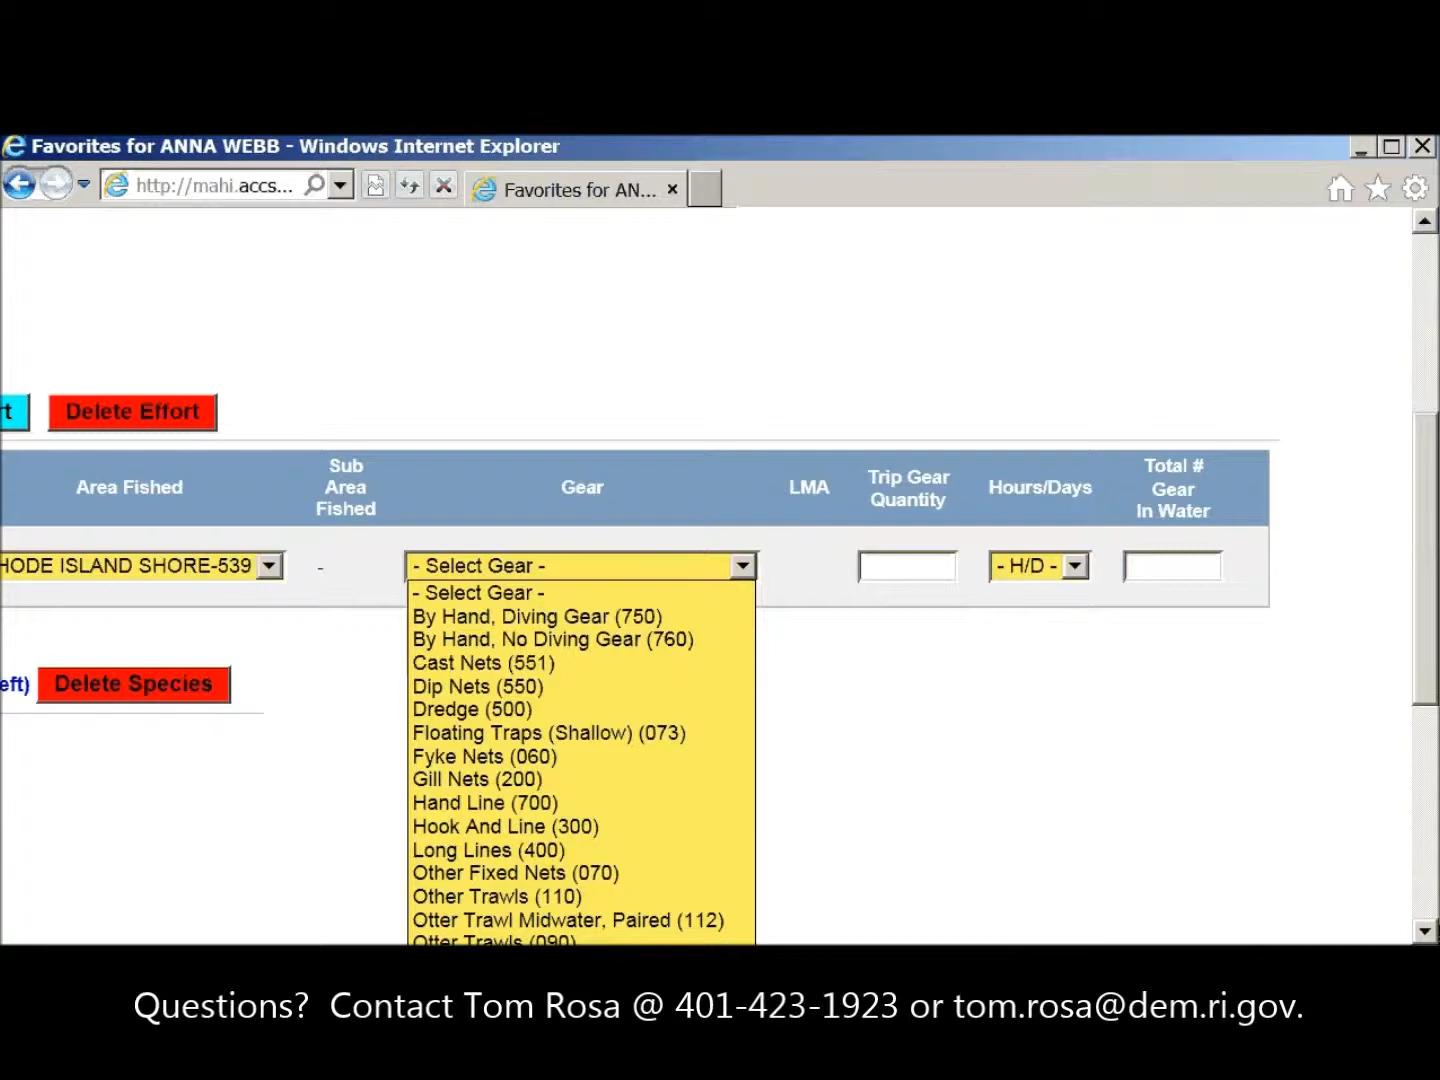 Favorites for ANNA WEBB - Windows Internet Explorer
http://mahi.accs...
Favorites for AN...
Delete Effort
Area Fished
Sub
Area
Fished
Gear
LMA
Trip Gear
Quantity
Hours/Days
Total #
Gear
In Water
HODE ISLAND SHORE-539
-
- Select Gear -
- H/D -
- Select Gear -
By Hand, Diving Gear (750)
By Hand, No Diving Gear (760)
Cast Nets (551)
Dip Nets (550)
Dredge (500)
Floating Traps (Shallow) (073)
Fyke Nets (060)
Gill Nets (200)
Hand Line (700)
Hook And Line (300)
Long Lines (400)
Other Fixed Nets (070)
Other Trawls (110)
Otter Trawl Midwater, Paired (112)
Otter Trawls (090)
eft) Delete Species
Questions?  Contact Tom Rosa @ 401-423-1923 or tom.rosa@dem.ri.gov.